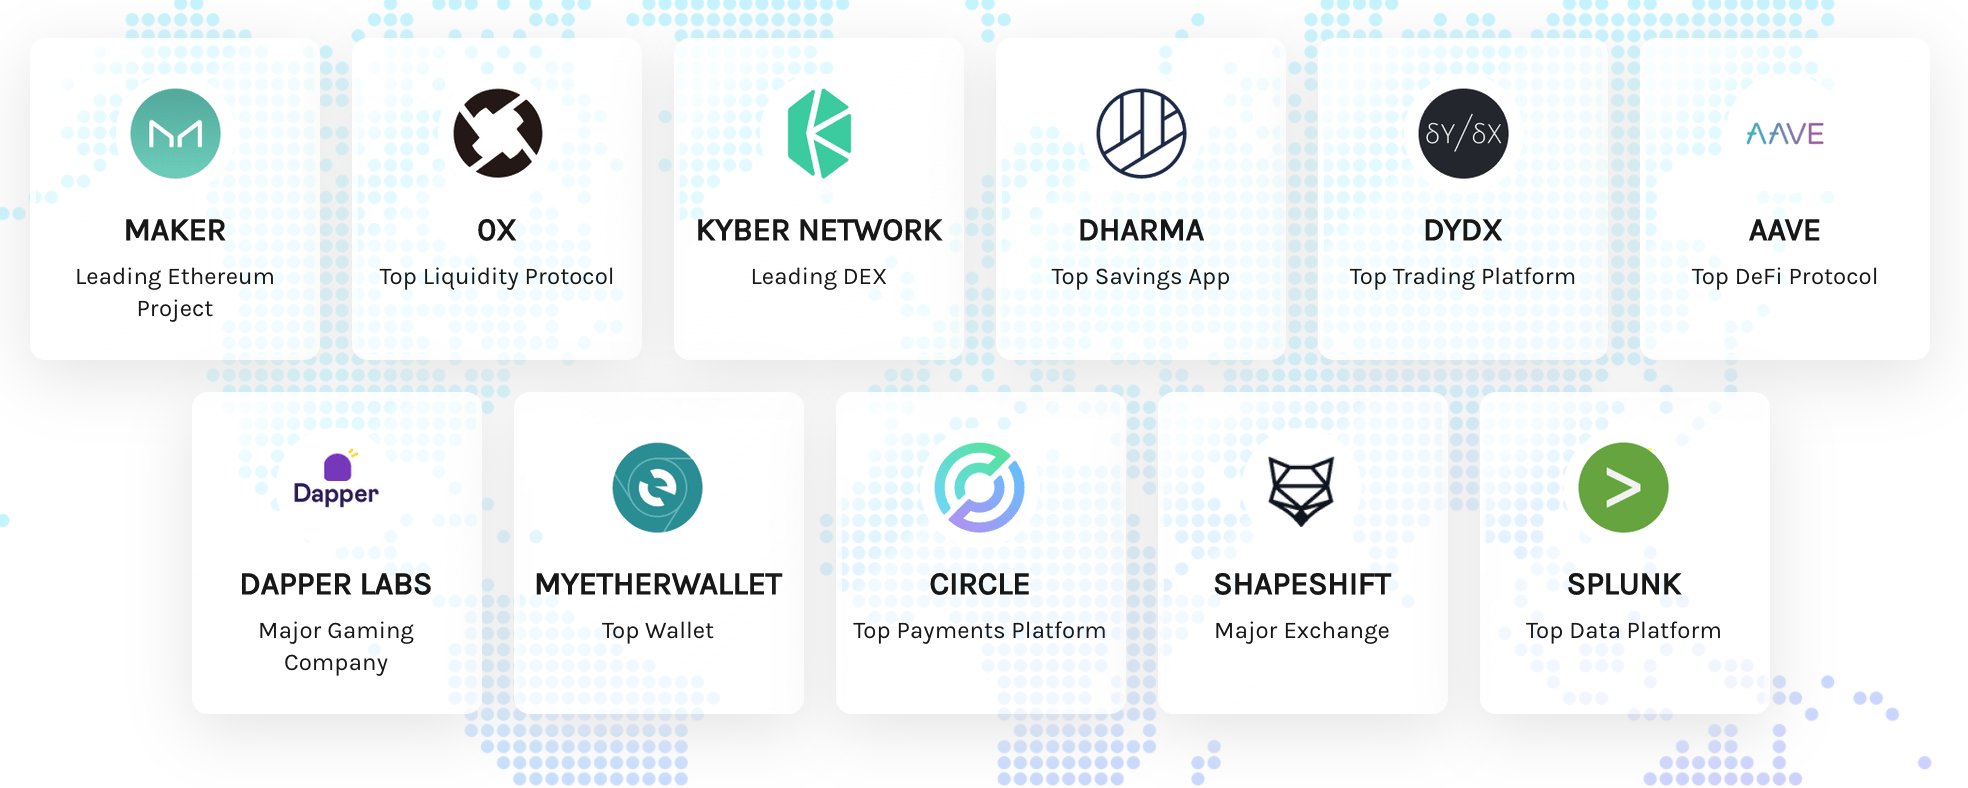 δY/δX
AAVE
MAKER
0X
KYBER NETWORK
DHARMA
DYDX
AAVE
Leading Ethereum
Project
Top Liquidity Protocol
Leading DEX
Top Savings App
Top Trading Platform
Top DeFi Protocol
Dapper
DAPPER LABS
MYETHERWALLET
CIRCLE
SHAPESHIFT
SPLUNK
Major Gaming
Company
Top Wallet
Top Payments Platform
Major Exchange
Top Data Platform